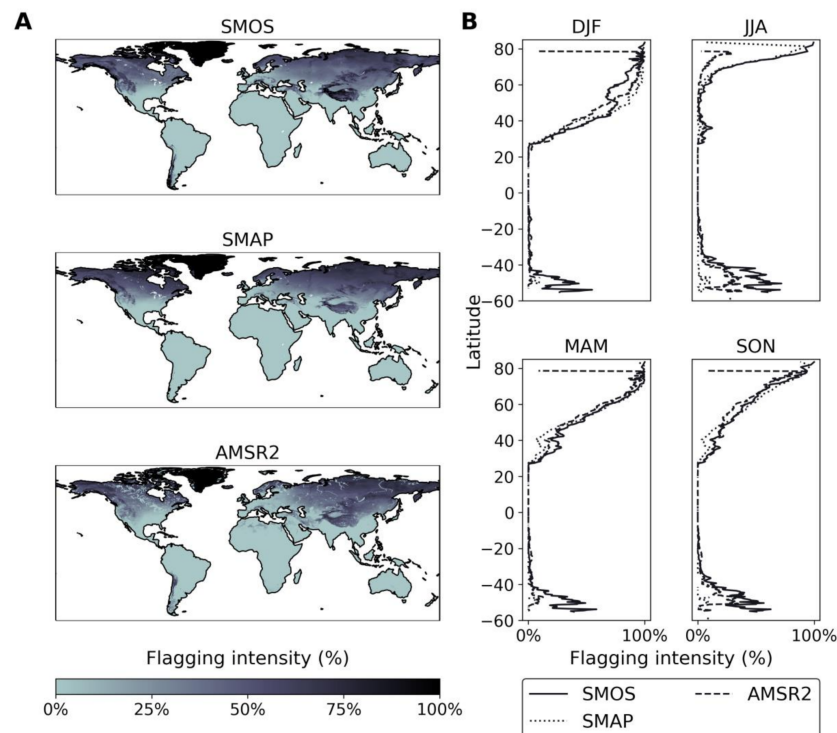 A
SMOS
SMAP
AMSR2
Flagging intensity (%)
0% 25% 50% 75% 100%
B
DJF JJA
80
60
40
20
0
−20
−40
−60
Latitude
MAM SON
80
60
40
20
0
−20
−40
−60
0% 100% 0% 100%
Flagging intensity (%)
SMOS AMSR2
SMAP